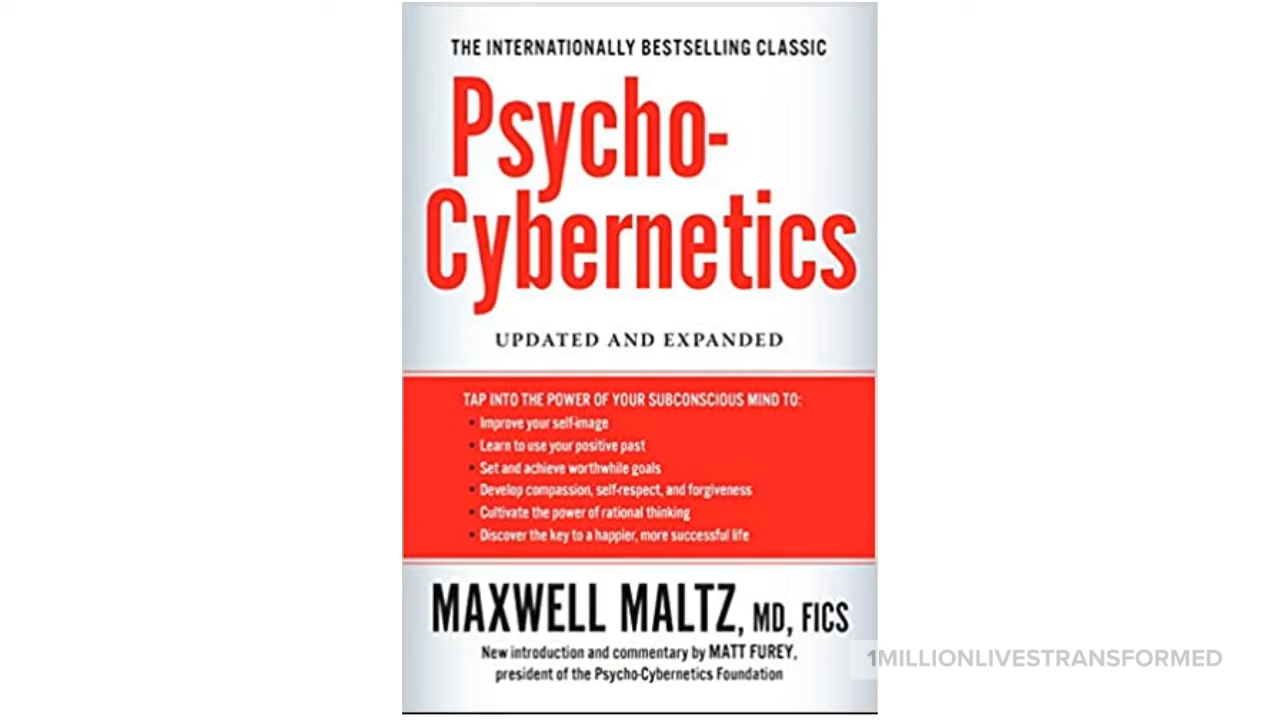 THE INTERNATIONALLY BESTSELLING CLASSIC
Psycho-
Cybernetics
UPDATED AND EXPANDED
TAP INTO THE POWER OF YOUR SUBCONSCIOUS MIND TO:
• Improve your self-image
• Learn to use your positive past
• Set and achieve worthwhile goals
• Develop compassion, self-respect, and forgiveness
• Cultivate the power of rational thinking
• Discover the key to a happier, more successful life
MAXWELL MALTZ, MD, FICS
New introduction and commentary by MATT FUREY,
president of the Psycho-Cybernetics Foundation
1MILLIONLIVESTRANSFORMED